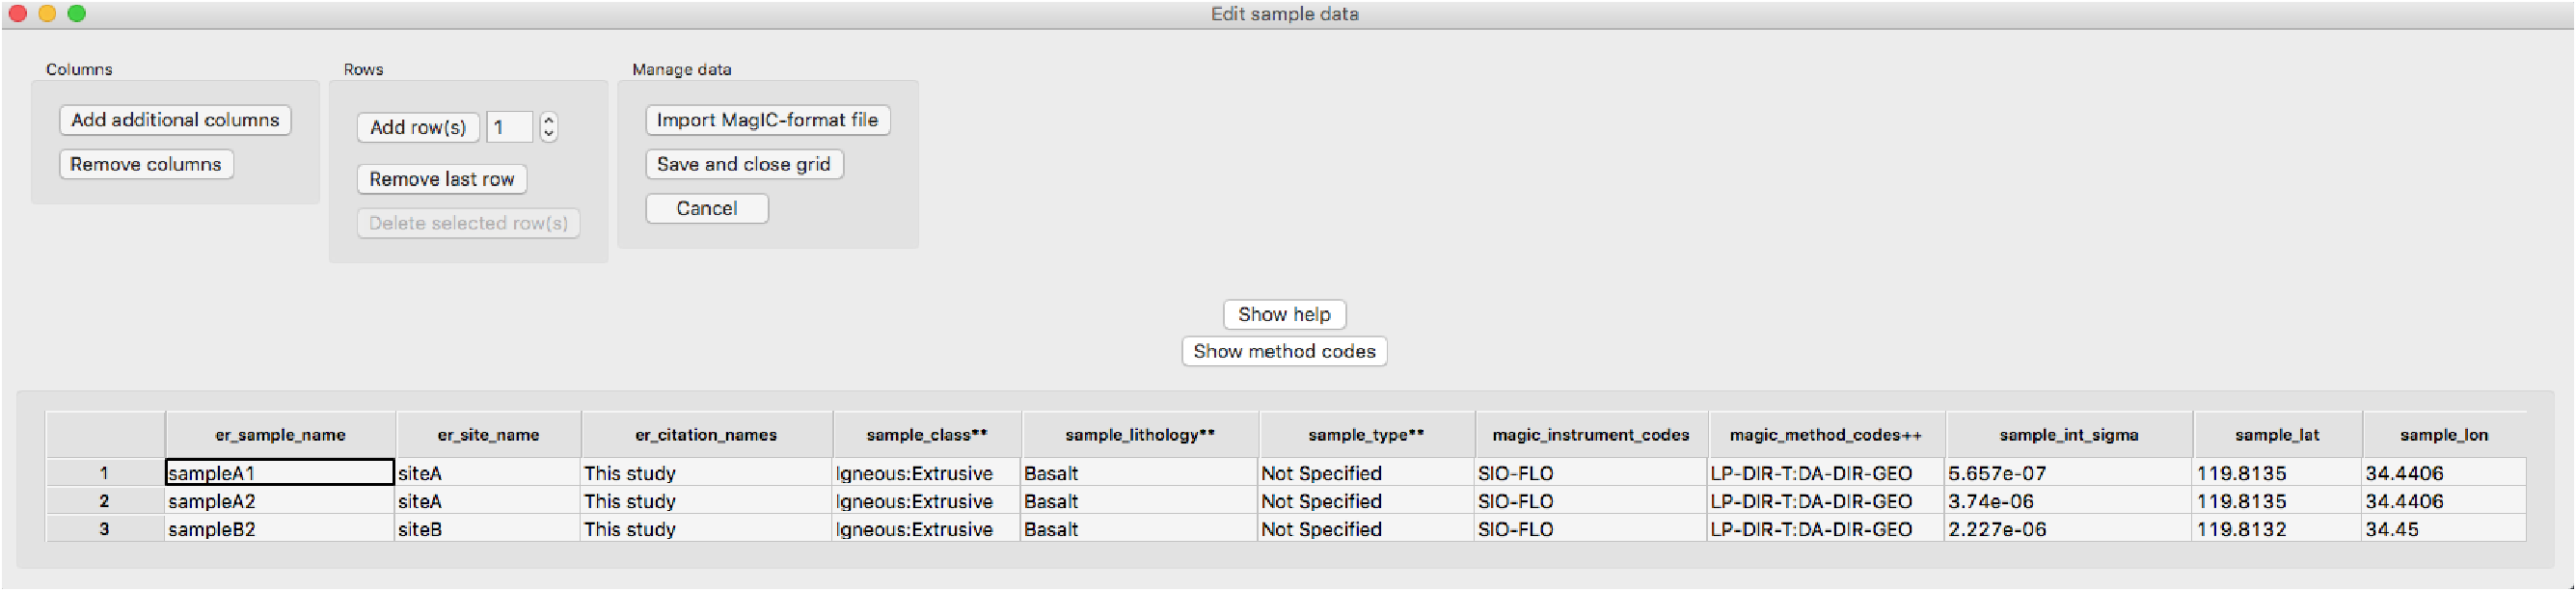 Edit sample data
Columns
Rows
Manage data
Add additional columns
Remove columns
Add row(s) 1
Remove last row
Delete selected row(s)
Import MagIC-format file
Save and close grid
Cancel
Show help
Show method codes
er_sample_name er_site_name er_citation_names sample_class** sample_lithology** sample_type** magic_instrument_codes magic_method_codes++ sample_int_sigma sample_lat sample_lon
1 sampleA1 siteA This study Igneous:Extrusive Basalt Not Specified SIO-FLO LP-DIR-T:DA-DIR-GEO 5.657e-07 119.8135 34.4406
2 sampleA2 siteA This study Igneous:Extrusive Basalt Not Specified SIO-FLO LP-DIR-T:DA-DIR-GEO 3.74e-06 119.8135 34.4406
3 sampleB2 siteB This study Igneous:Extrusive Basalt Not Specified SIO-FLO LP-DIR-T:DA-DIR-GEO 2.227e-06 119.8132 34.45